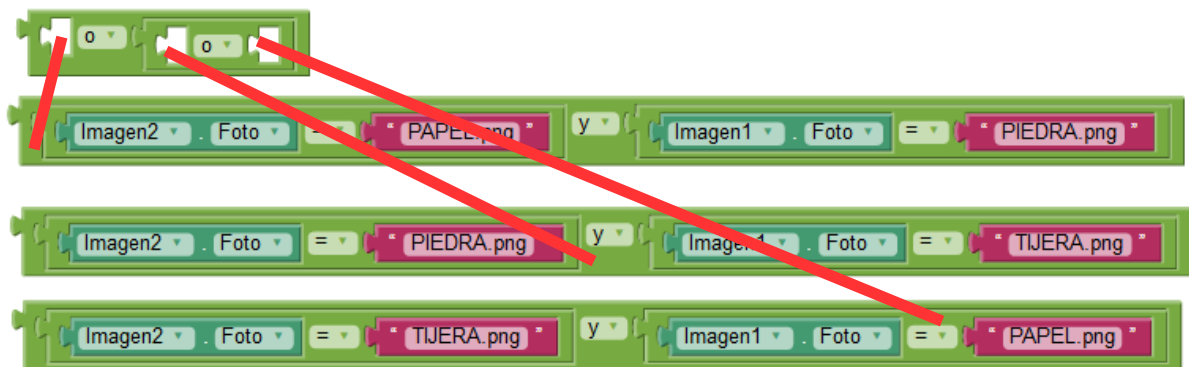 o o
Imagen2 . Foto = " PAPEL.png " y Imagen1 . Foto = " PIEDRA.png "
Imagen2 . Foto = " PIEDRA.png " y Imagen1 . Foto = " TIJERA.png "
Imagen2 . Foto = " TIJERA.png " y Imagen1 . Foto = " PAPEL.png "